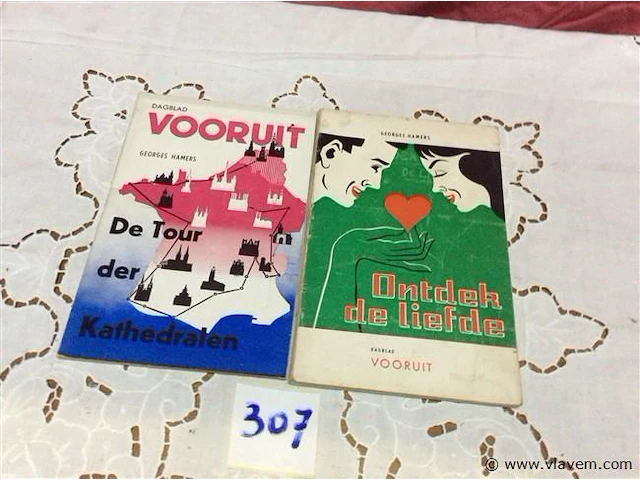 DAGBLAD
VOORUIT
GEORGES HAMERS
De Tour
der
Kathedralen
GEORGES HAMERS
Ontdek
de liefde
DAGBLAD
VOORUIT
307
© www.vlavem.com